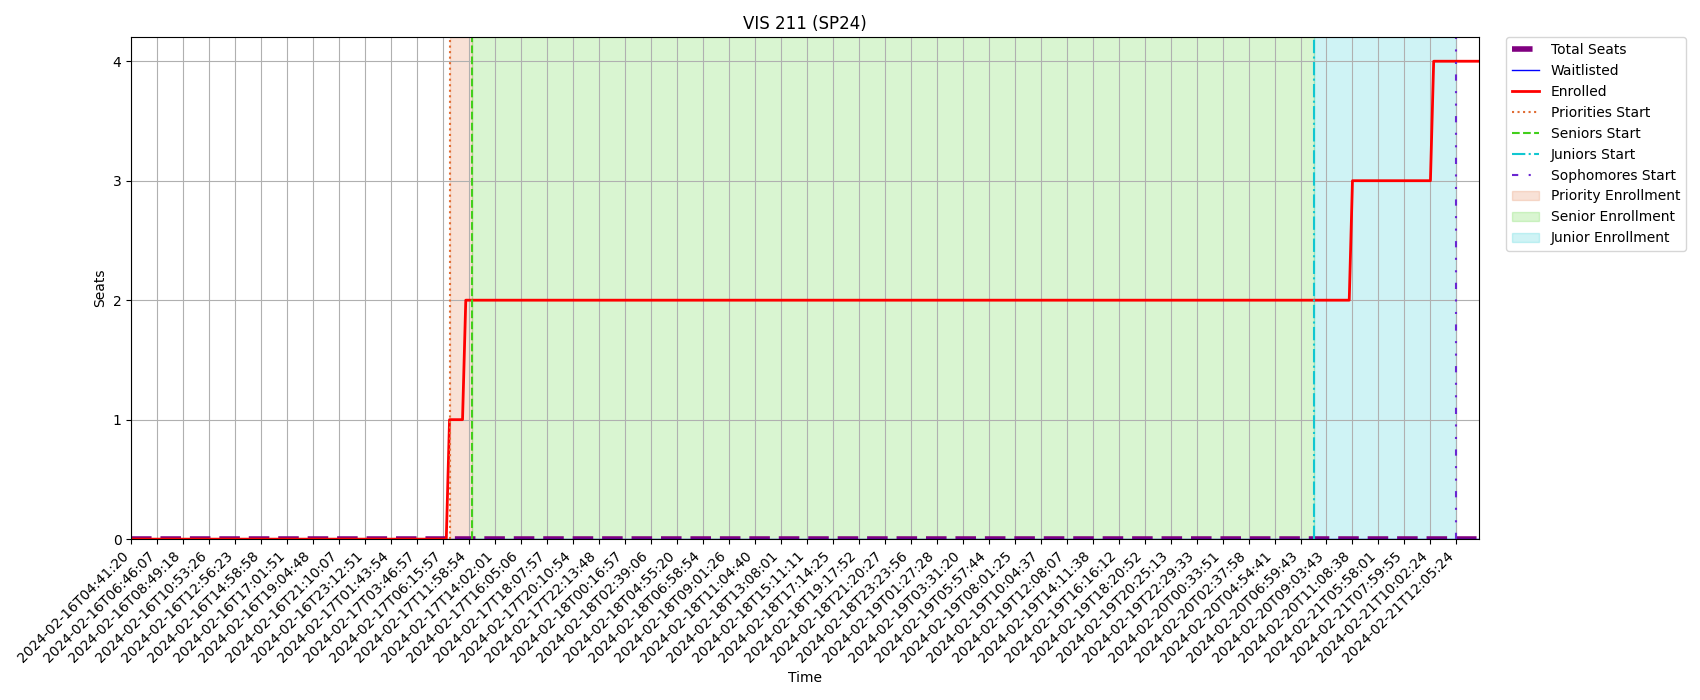 VIS 211 (SP24)
Seats
4
3
2
1
0
2024-02-16T04:41:20
2024-02-16T06:46:07
2024-02-16T08:49:18
2024-02-16T10:53:26
2024-02-16T12:56:23
2024-02-16T14:58:58
2024-02-16T17:01:51
2024-02-16T19:04:48
2024-02-16T21:10:07
2024-02-16T23:12:51
2024-02-17T01:43:54
2024-02-17T03:46:57
2024-02-17T06:15:57
2024-02-17T11:58:54
2024-02-17T14:02:01
2024-02-17T16:05:06
2024-02-17T18:07:57
2024-02-17T20:10:54
2024-02-17T22:13:48
2024-02-18T00:16:57
2024-02-18T02:39:06
2024-02-18T04:55:20
2024-02-18T06:58:54
2024-02-18T09:01:26
2024-02-18T11:04:40
2024-02-18T13:08:01
2024-02-18T15:11:11
2024-02-18T17:14:25
2024-02-18T19:17:52
2024-02-18T21:20:27
2024-02-18T23:23:56
2024-02-19T01:27:28
2024-02-19T03:31:20
2024-02-19T05:57:44
2024-02-19T08:01:25
2024-02-19T10:04:37
2024-02-19T12:08:07
2024-02-19T14:11:38
2024-02-19T16:16:12
2024-02-19T18:20:52
2024-02-19T20:25:13
2024-02-19T22:29:33
2024-02-20T00:33:51
2024-02-20T02:37:58
2024-02-20T04:54:41
2024-02-20T06:59:43
2024-02-20T09:03:43
2024-02-20T11:08:38
2024-02-21T05:58:01
2024-02-21T07:59:55
2024-02-21T10:02:24
2024-02-21T12:05:24
Time
Total Seats
Waitlisted
Enrolled
Priorities Start
Seniors Start
Juniors Start
Sophomores Start
Priority Enrollment
Senior Enrollment
Junior Enrollment